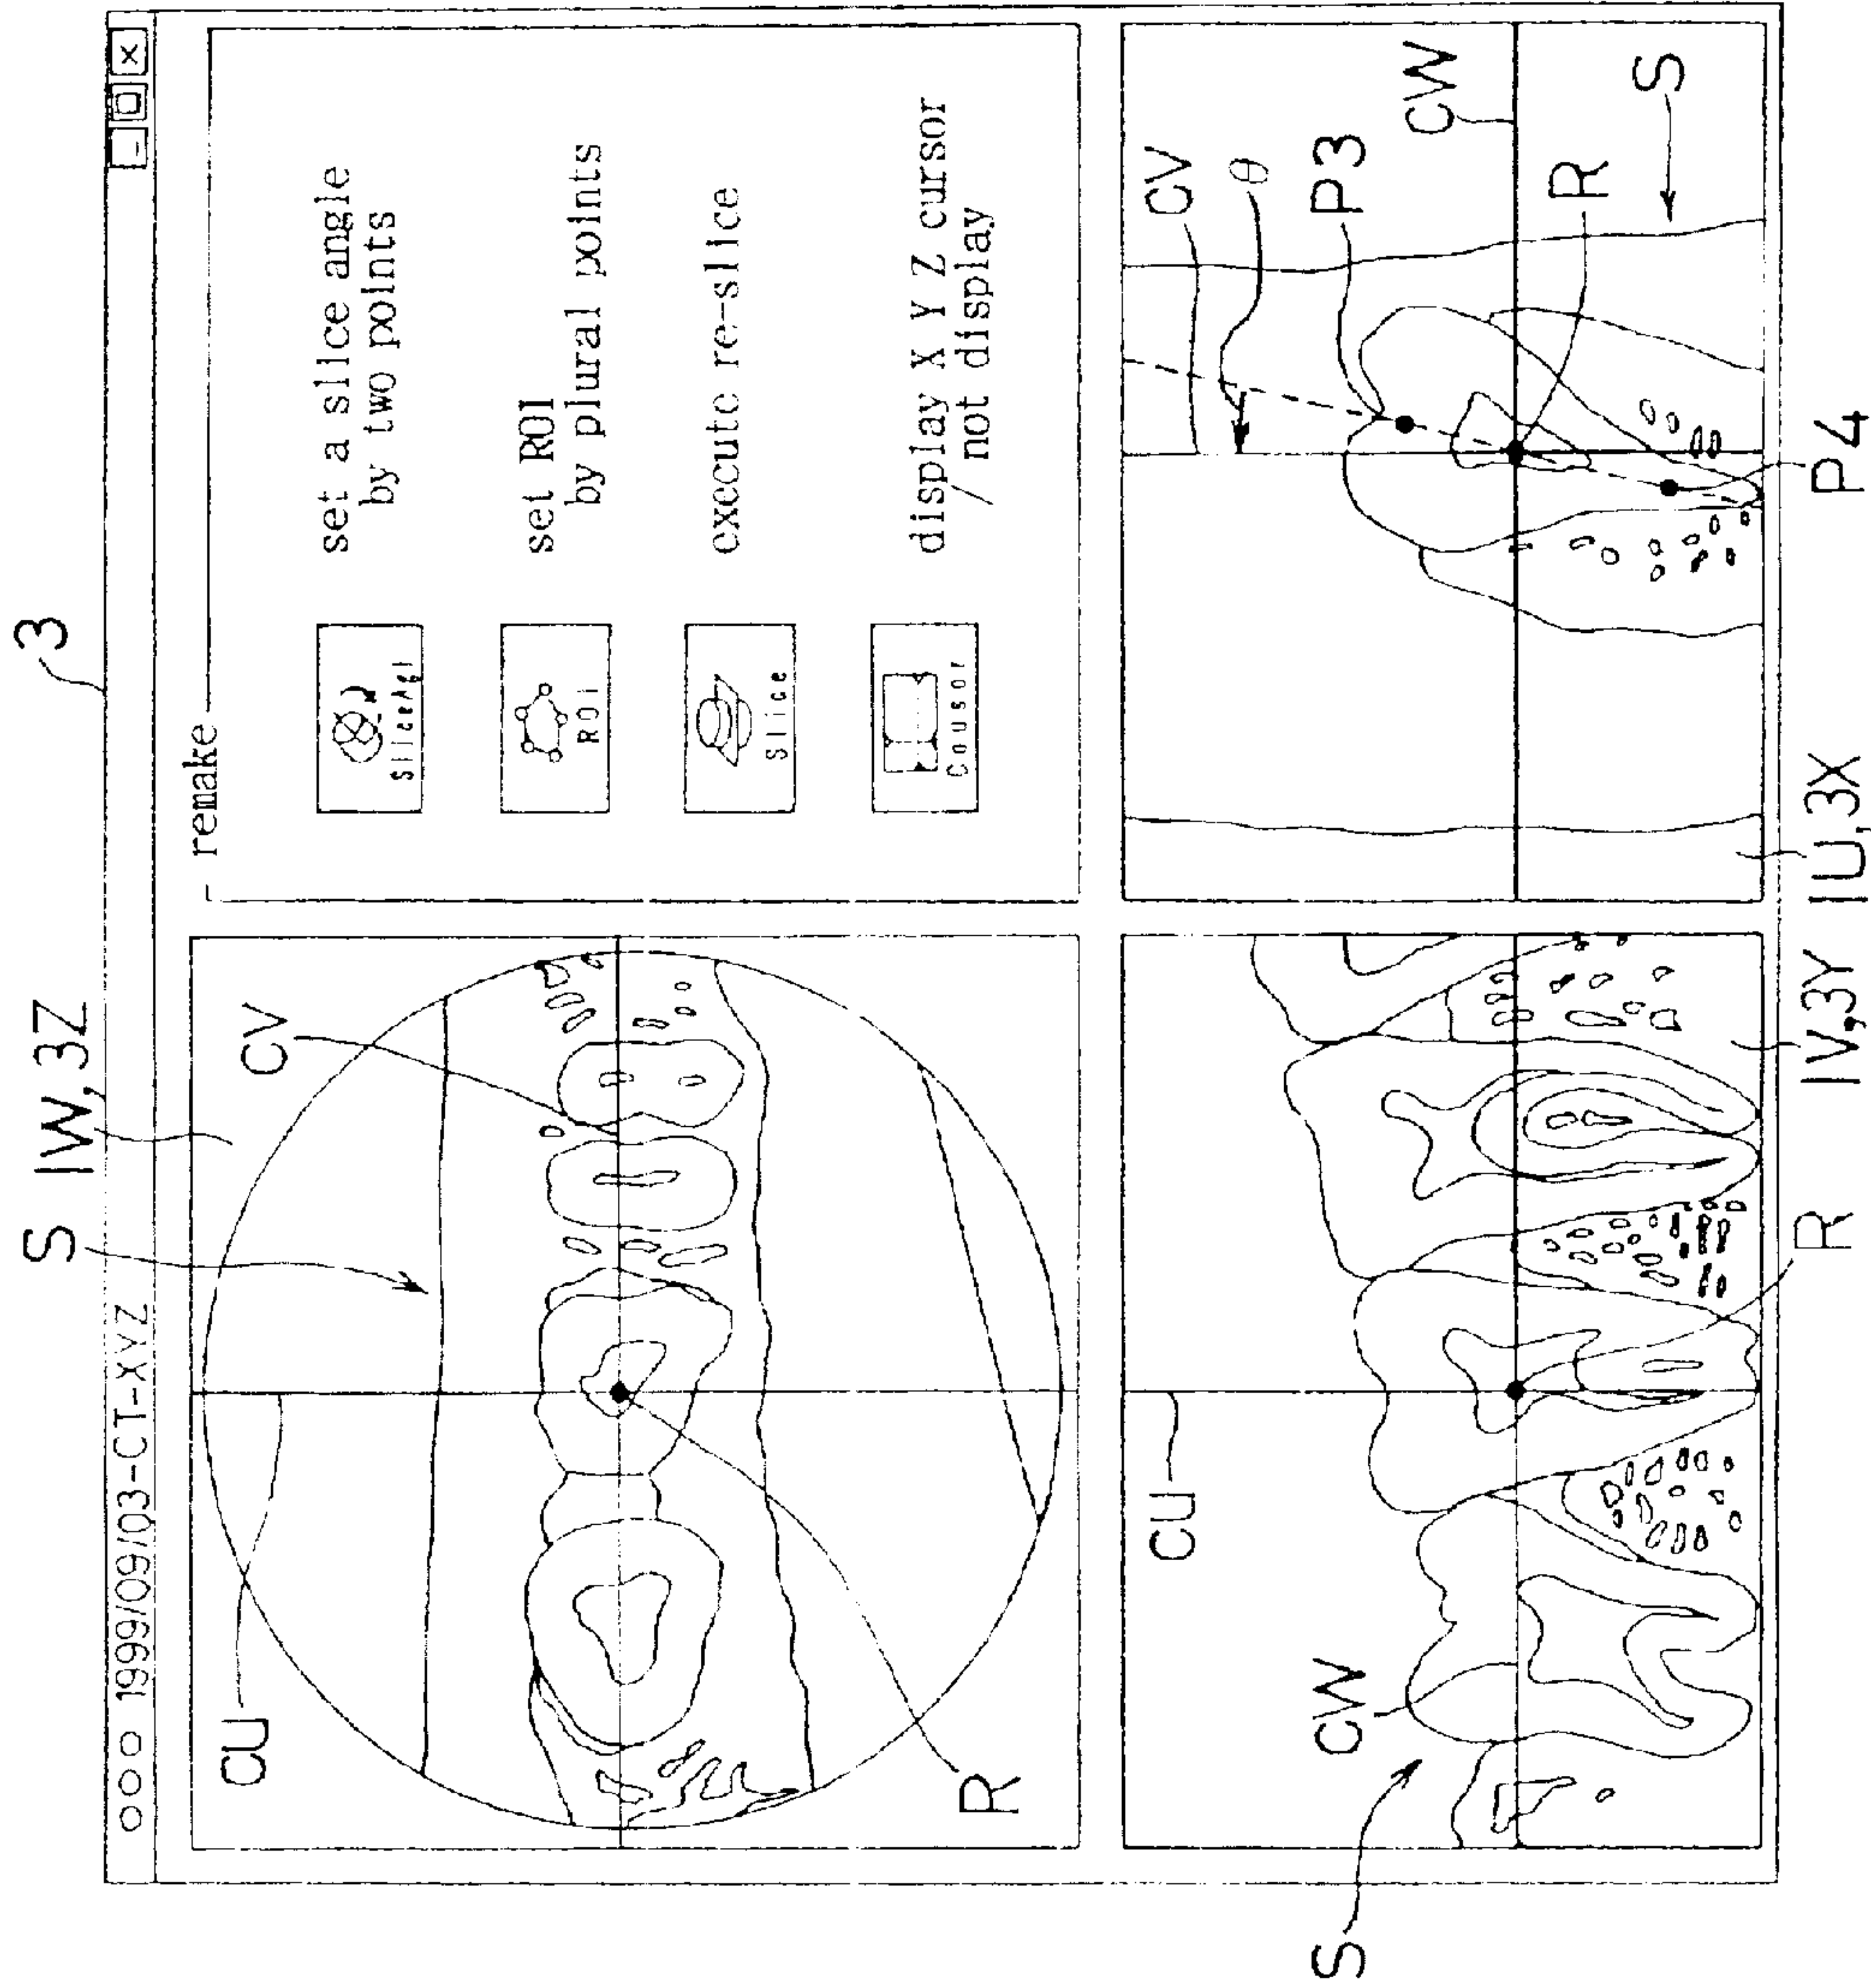 3
S IW,3Z
○○○ 1999/09/03-CT-XYZ
CU
CV
R
remake
SliceAgl
set a slice angle
by two points
ROI
set ROI
by plural points
Slice
execute re-slice
Cousor
display X Y Z cursor
/not display
CU
CW
S
R
IV,3Y
CV
θ
P3
CW
R
S
P4
IU,3X